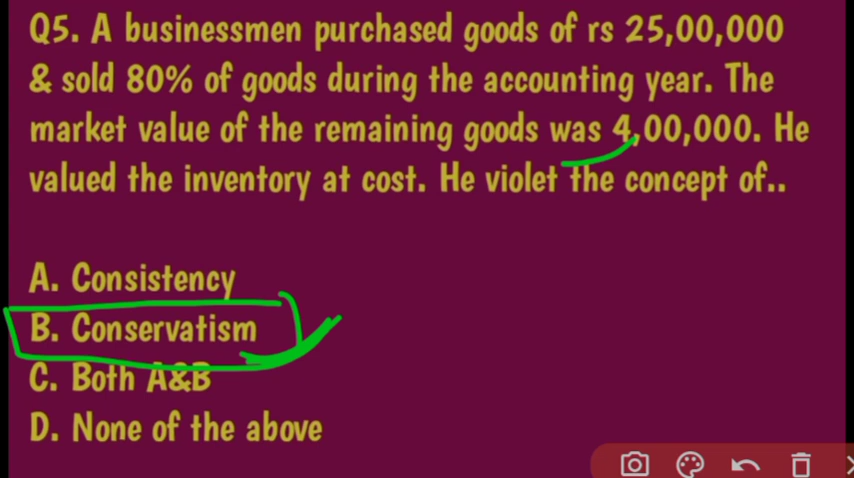 Q5. A businessmen purchased goods of rs 25,00,000
& sold 80% of goods during the accounting year. The
market value of the remaining goods was 4,00,000. He
valued the inventory at cost. He violet the concept of..
A. Consistency
B. Conservatism
C. Both A&B
D. None of the above